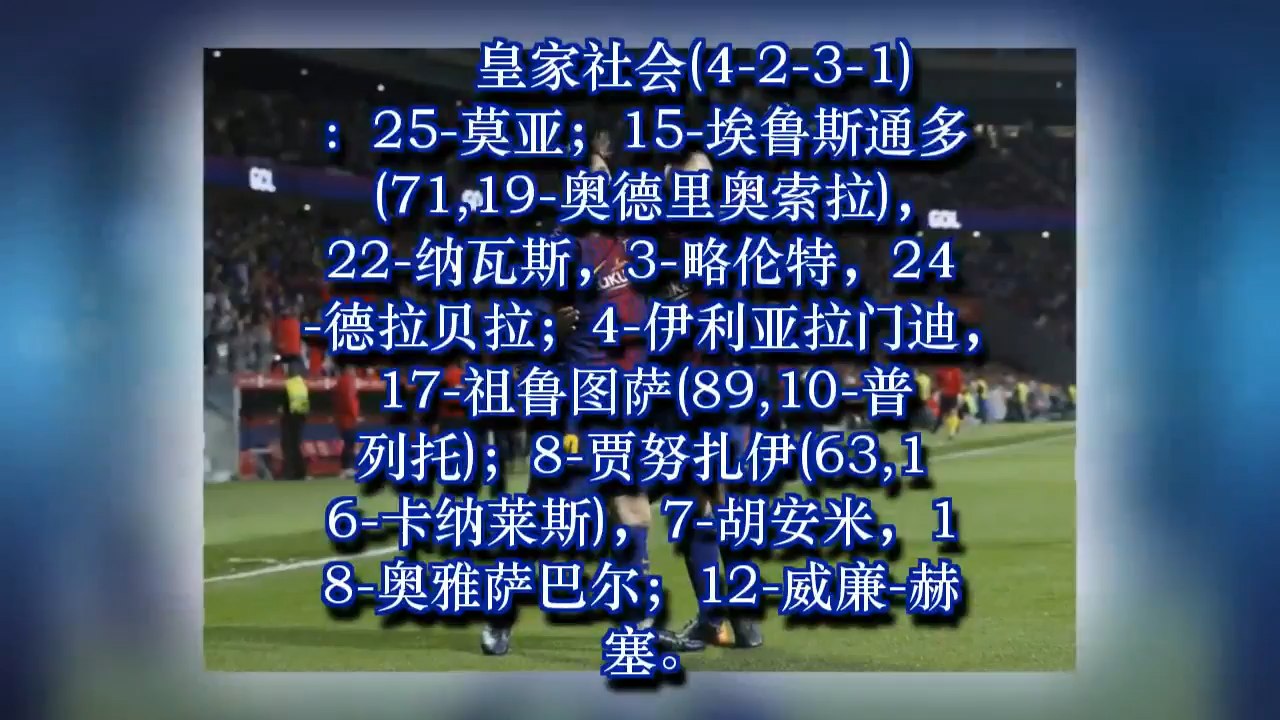 皇家社会(4-2-3-1)
：25-莫亚；15-埃鲁斯通多
(71,19-奥德里奥索拉)，
22-纳瓦斯，3-略伦特，24
-德拉贝拉；4-伊利亚拉门迪，
17-祖鲁图萨(89,10-普
列托)；8-贾努扎伊(63,1
6-卡纳莱斯)，7-胡安米，1
8-奥雅萨巴尔；12-威廉-赫
塞。
GOL
GOL